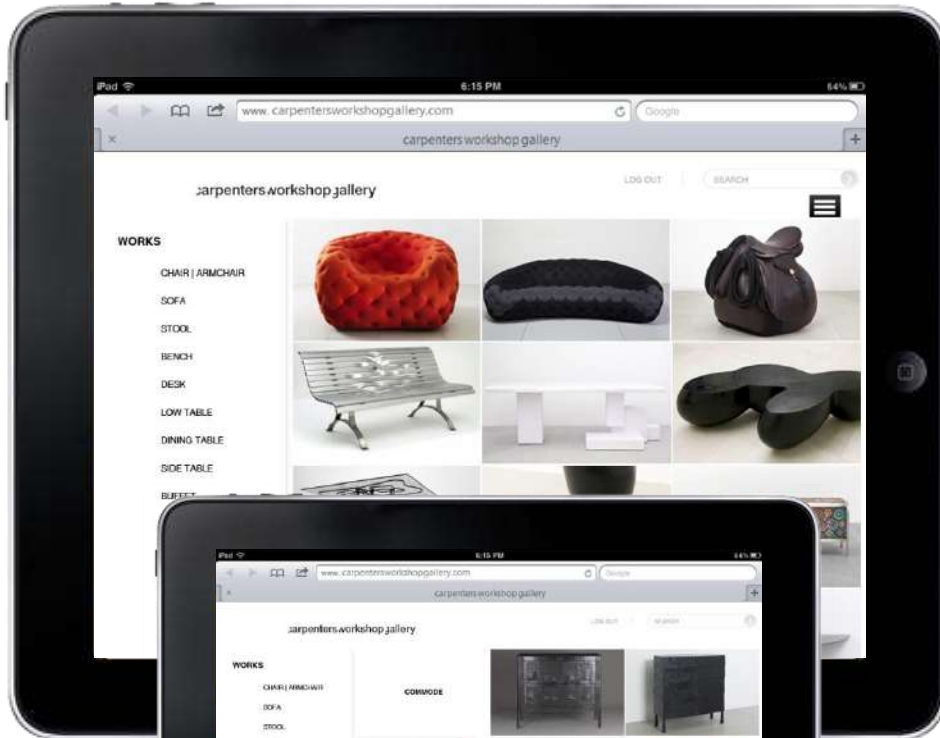 iPad 6:15 PM 64%
www. carpentersworkshopgallery.com Google
× carpenters workshop gallery +
LOG OUT SEARCH
carpenters workshop gallery
WORKS
CHAIR | ARMCHAIR
SOFA
STOOL
BENCH
DESK
LOW TABLE
DINING TABLE
SIDE TABLE
BUFFET
iPad 6:15 PM 64%
www. carpentersworkshopgallery.com Google
× carpenters workshop gallery +
LOG OUT SEARCH
carpenters workshop gallery
WORKS
CHAIR | ARMCHAIR
COMMODE
SOFA
STOOL